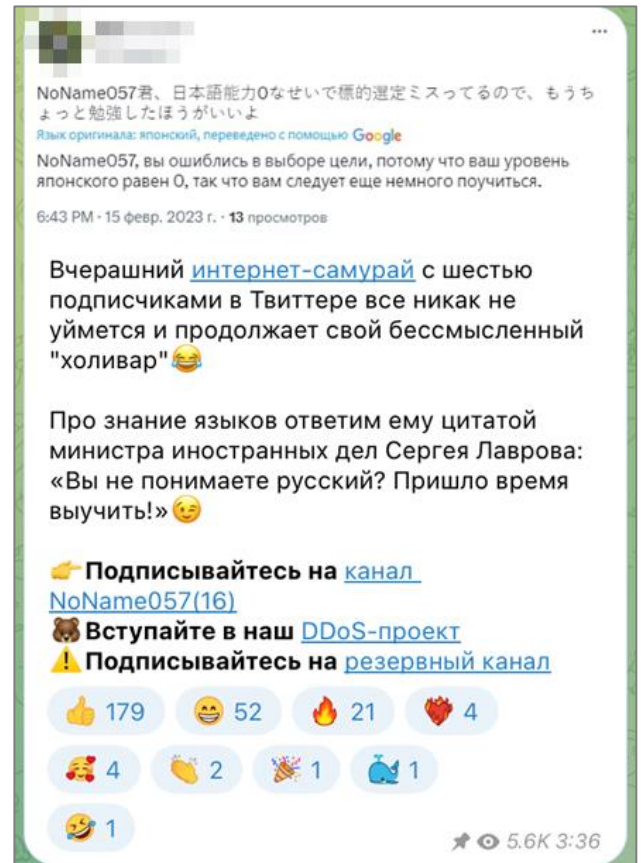 NoName057君、日本語能力0なせいで標的選定ミスってるので、もうち
ょっと勉強したほうがいいよ
Язык оригинала: японский, переведено с помощью Google
NoName057, вы ошиблись в выборе цели, потому что ваш уровень
японского равен 0, так что вам следует еще немного поучиться.
6:43 PM · 15 февр. 2023 г. · 13 просмотров
Вчерашний интернет-самурай с шестью
подписчиками в Твиттере все никак не
уймется и продолжает свой бессмысленный
"холивар"😂
Про знание языков ответим ему цитатой
министра иностранных дел Сергея Лаврова:
«Вы не понимаете русский? Пришло время
выучить!»😉
👉Подписывайтесь на канал
NoName057(16)
🐻Вступайте в наш DDoS-проект
⚠️Подписывайтесь на резервный канал
👍 179 😁 52 🔥 21 ❤️‍🔥 4
🥰 4 👏 2 🎉 1 🐳 1
🤣 1
5.6K 3:36